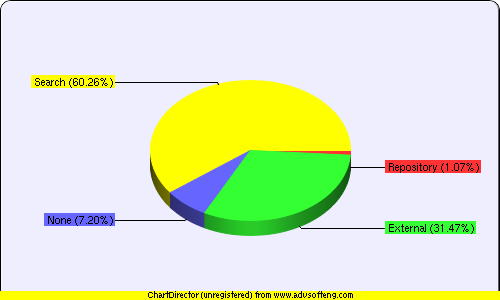 Search (60.26%)
Repository (1.07%)
None (7.20%)
External (31.47%)
ChartDirector (unregistered) from www.advsofteng.com